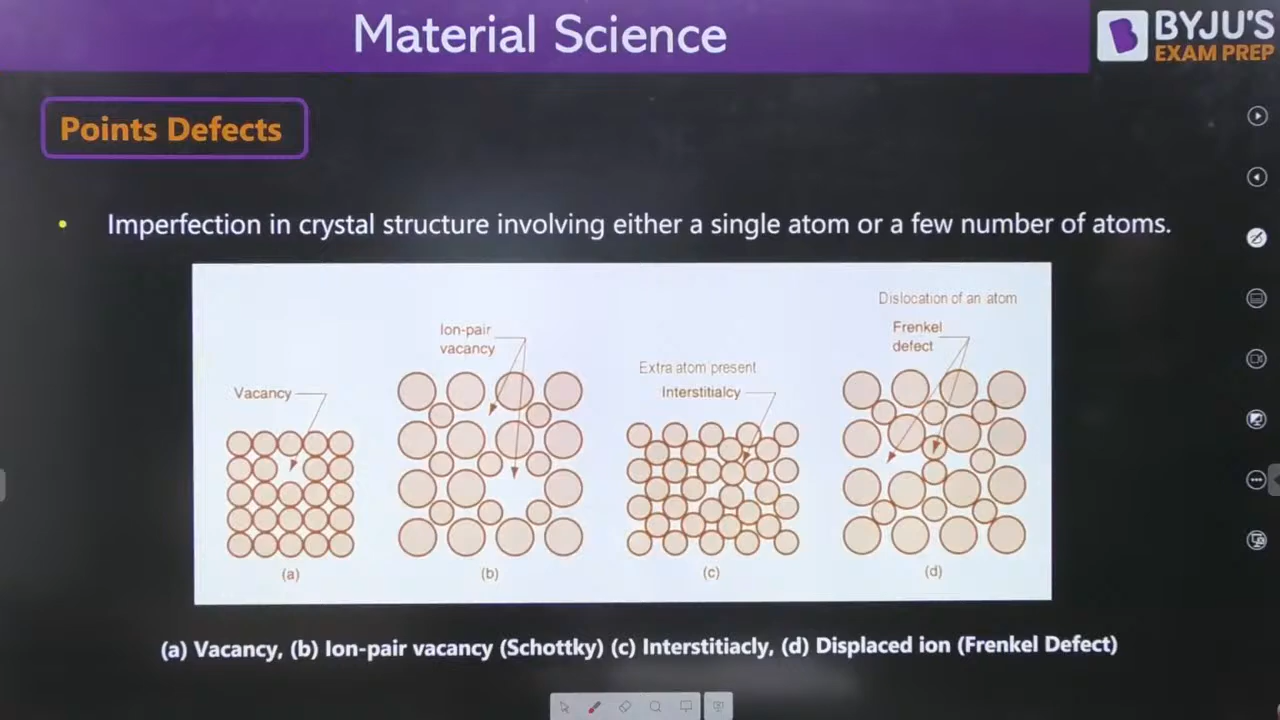 Material Science
BYJU'S
EXAM PREP
Points Defects
• Imperfection in crystal structure involving either a single atom or a few number of atoms.
Dislocation of an atom
Ion-pair
vacancy
Frenkel
defect
Extra atom present
Vacancy
Interstitialcy
(a)
(b)
(c)
(d)
(a) Vacancy, (b) Ion-pair vacancy (Schottky) (c) Interstitiacly, (d) Displaced ion (Frenkel Defect)